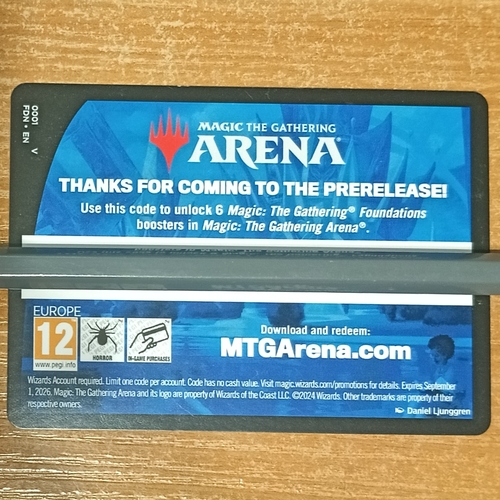 0001
FDN • EN V
MAGIC THE GATHERING
ARENA
THANKS FOR COMING TO THE PRERELEASE!
Use this code to unlock 6 Magic: The Gathering® Foundations
boosters in Magic: The Gathering Arena®.
EUROPE
12
www.pegi.info
HORROR
IN-GAME PURCHASES
Download and redeem:
MTGArena.com
Wizards Account required. Limit one code per account. Code has no cash value. Visit magic.wizards.com/promotions for details. Expires September
1, 2026. Magic: The Gathering Arena and its logo are property of Wizards of the Coast LLC. ©2024 Wizards. Other trademarks are property of their
respective owners.
Daniel Ljunggren